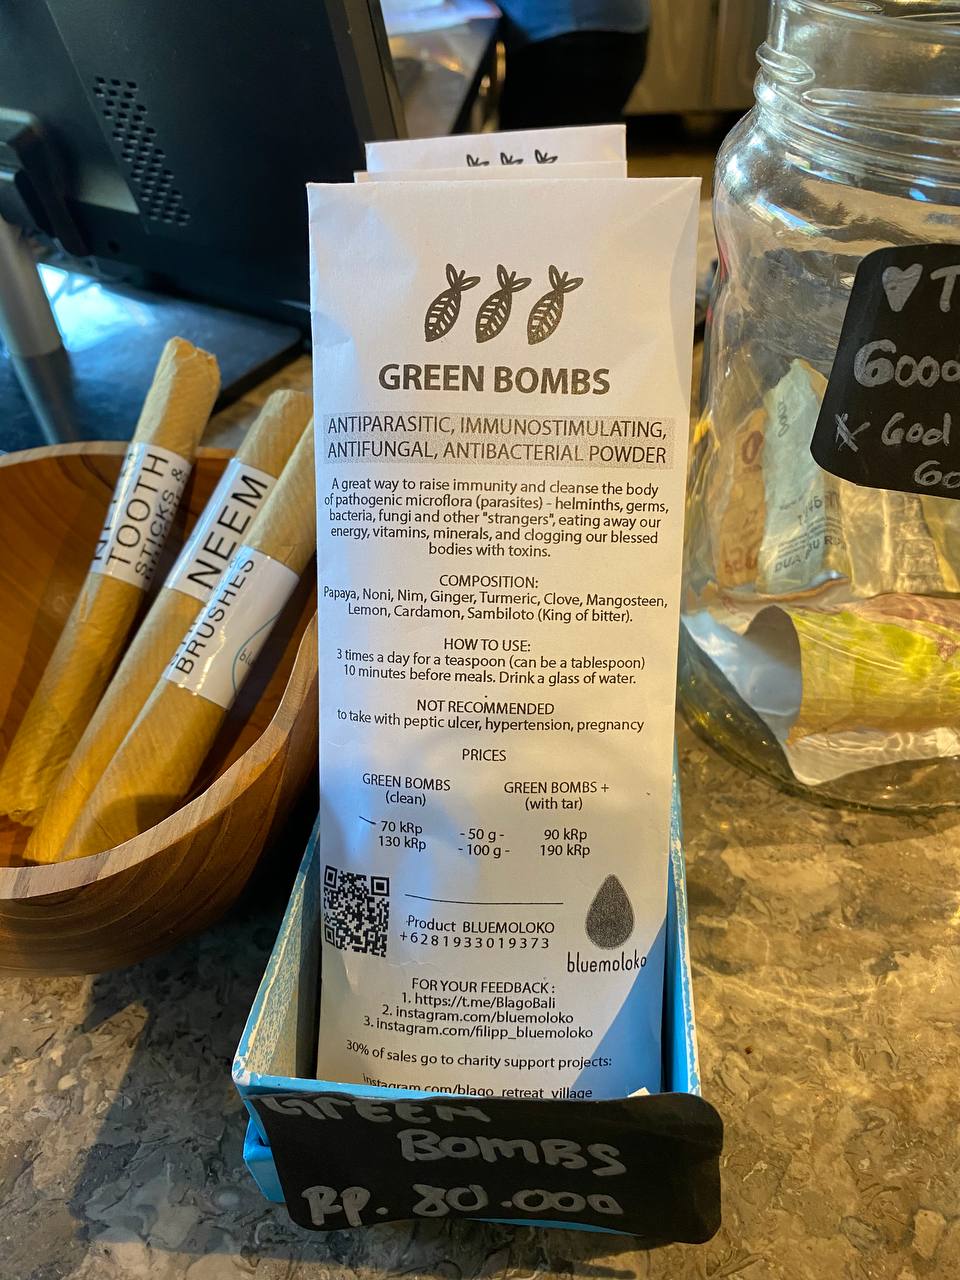 GREEN BOMBS
ANTIPARASITIC, IMMUNOSTIMULATING,
ANTIFUNGAL, ANTIBACTERIAL POWDER
A great way to raise immunity and cleanse the body
of pathogenic microflora (parasites) - helminths, germs,
bacteria, fungi and other "strangers", eating away our
energy, vitamins, minerals, and clogging our blessed
bodies with toxins.
COMPOSITION:
Papaya, Noni, Nim, Ginger, Turmeric, Clove, Mangosteen,
Lemon, Cardamon, Sambiloto (King of bitter).
HOW TO USE:
3 times a day for a teaspoon (can be a tablespoon)
10 minutes before meals. Drink a glass of water.
NOT RECOMMENDED
to take with peptic ulcer, hypertension, pregnancy
PRICES
GREEN BOMBS GREEN BOMBS +
(clean) (with tar)
70 kRp - 50 g - 90 kRp
130 kRp - 100 g - 190 kRp
Product BLUEMOLOKO
+6281933019373
bluemoloko
FOR YOUR FEEDBACK :
1. https://t.me/BlagoBali
2. instagram.com/bluemoloko
3. instagram.com/filipp_bluemoloko
30% of sales go to charity support projects:
instagram.com/blago_retreat_village
GREEN
BOMBS
RP. 80.000
TOOTH
STICKS &
NEEM
BRUSHES
God